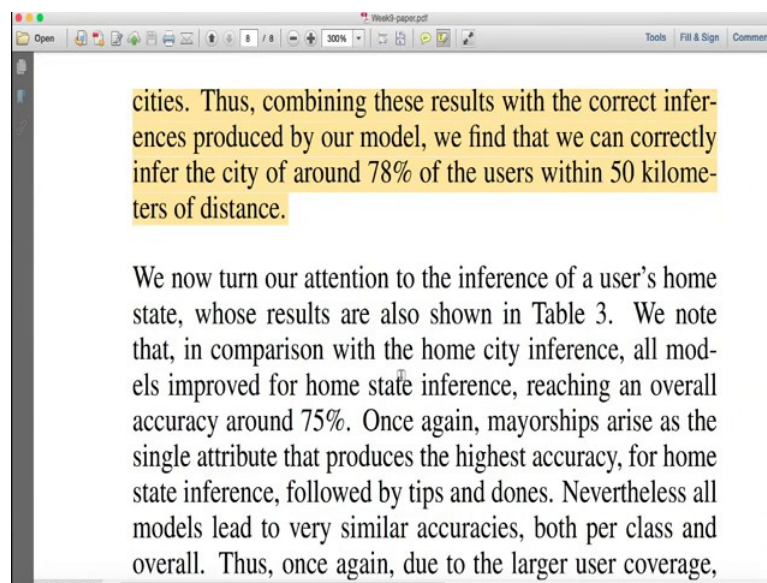 Week9-paper.pdf
Open 8 / 8 300% Tools Fill & Sign Commen
cities. Thus, combining these results with the correct infer-
ences produced by our model, we find that we can correctly
infer the city of around 78% of the users within 50 kilome-
ters of distance.
We now turn our attention to the inference of a user's home
state, whose results are also shown in Table 3. We note
that, in comparison with the home city inference, all mod-
els improved for home state inference, reaching an overall
accuracy around 75%. Once again, mayorships arise as the
single attribute that produces the highest accuracy, for home
state inference, followed by tips and dones. Nevertheless all
models lead to very similar accuracies, both per class and
overall. Thus, once again, due to the larger user coverage,